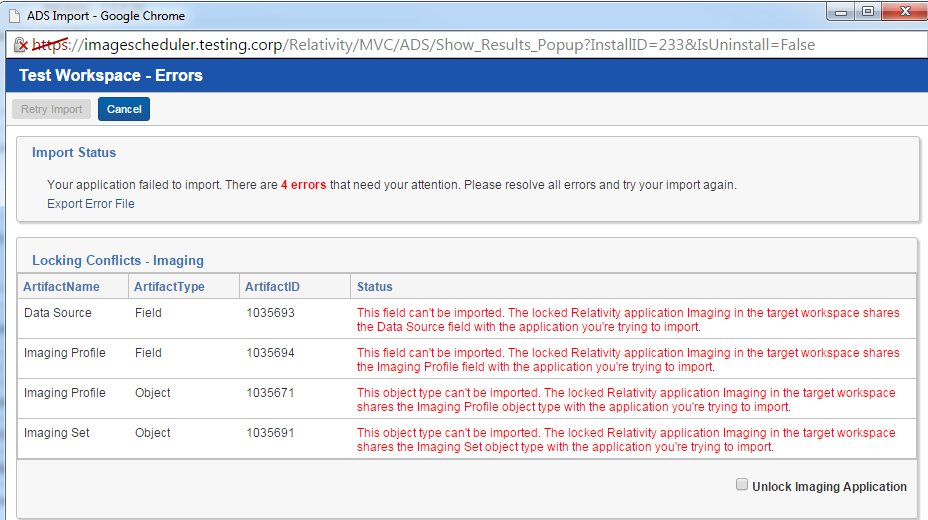 ADS Import - Google Chrome
https://imagescheduler.testing.corp/Relativity/MVC/ADS/Show_Results_Popup?InstallID=233&IsUninstall=False
Test Workspace - Errors
Retry Import Cancel
Import Status
Your application failed to import. There are 4 errors that need your attention. Please resolve all errors and try your import again.
Export Error File
Locking Conflicts - Imaging
ArtifactName ArtifactType ArtifactID Status
Data Source Field 1035693 This field can't be imported. The locked Relativity application Imaging in the target workspace shares
the Data Source field with the application you're trying to import.
Imaging Profile Field 1035694 This field can't be imported. The locked Relativity application Imaging in the target workspace shares
the Imaging Profile field with the application you're trying to import.
Imaging Profile Object 1035671 This object type can't be imported. The locked Relativity application Imaging in the target workspace
shares the Imaging Profile object type with the application you're trying to import.
Imaging Set Object 1035691 This object type can't be imported. The locked Relativity application Imaging in the target workspace
shares the Imaging Set object type with the application you're trying to import.
Unlock Imaging Application